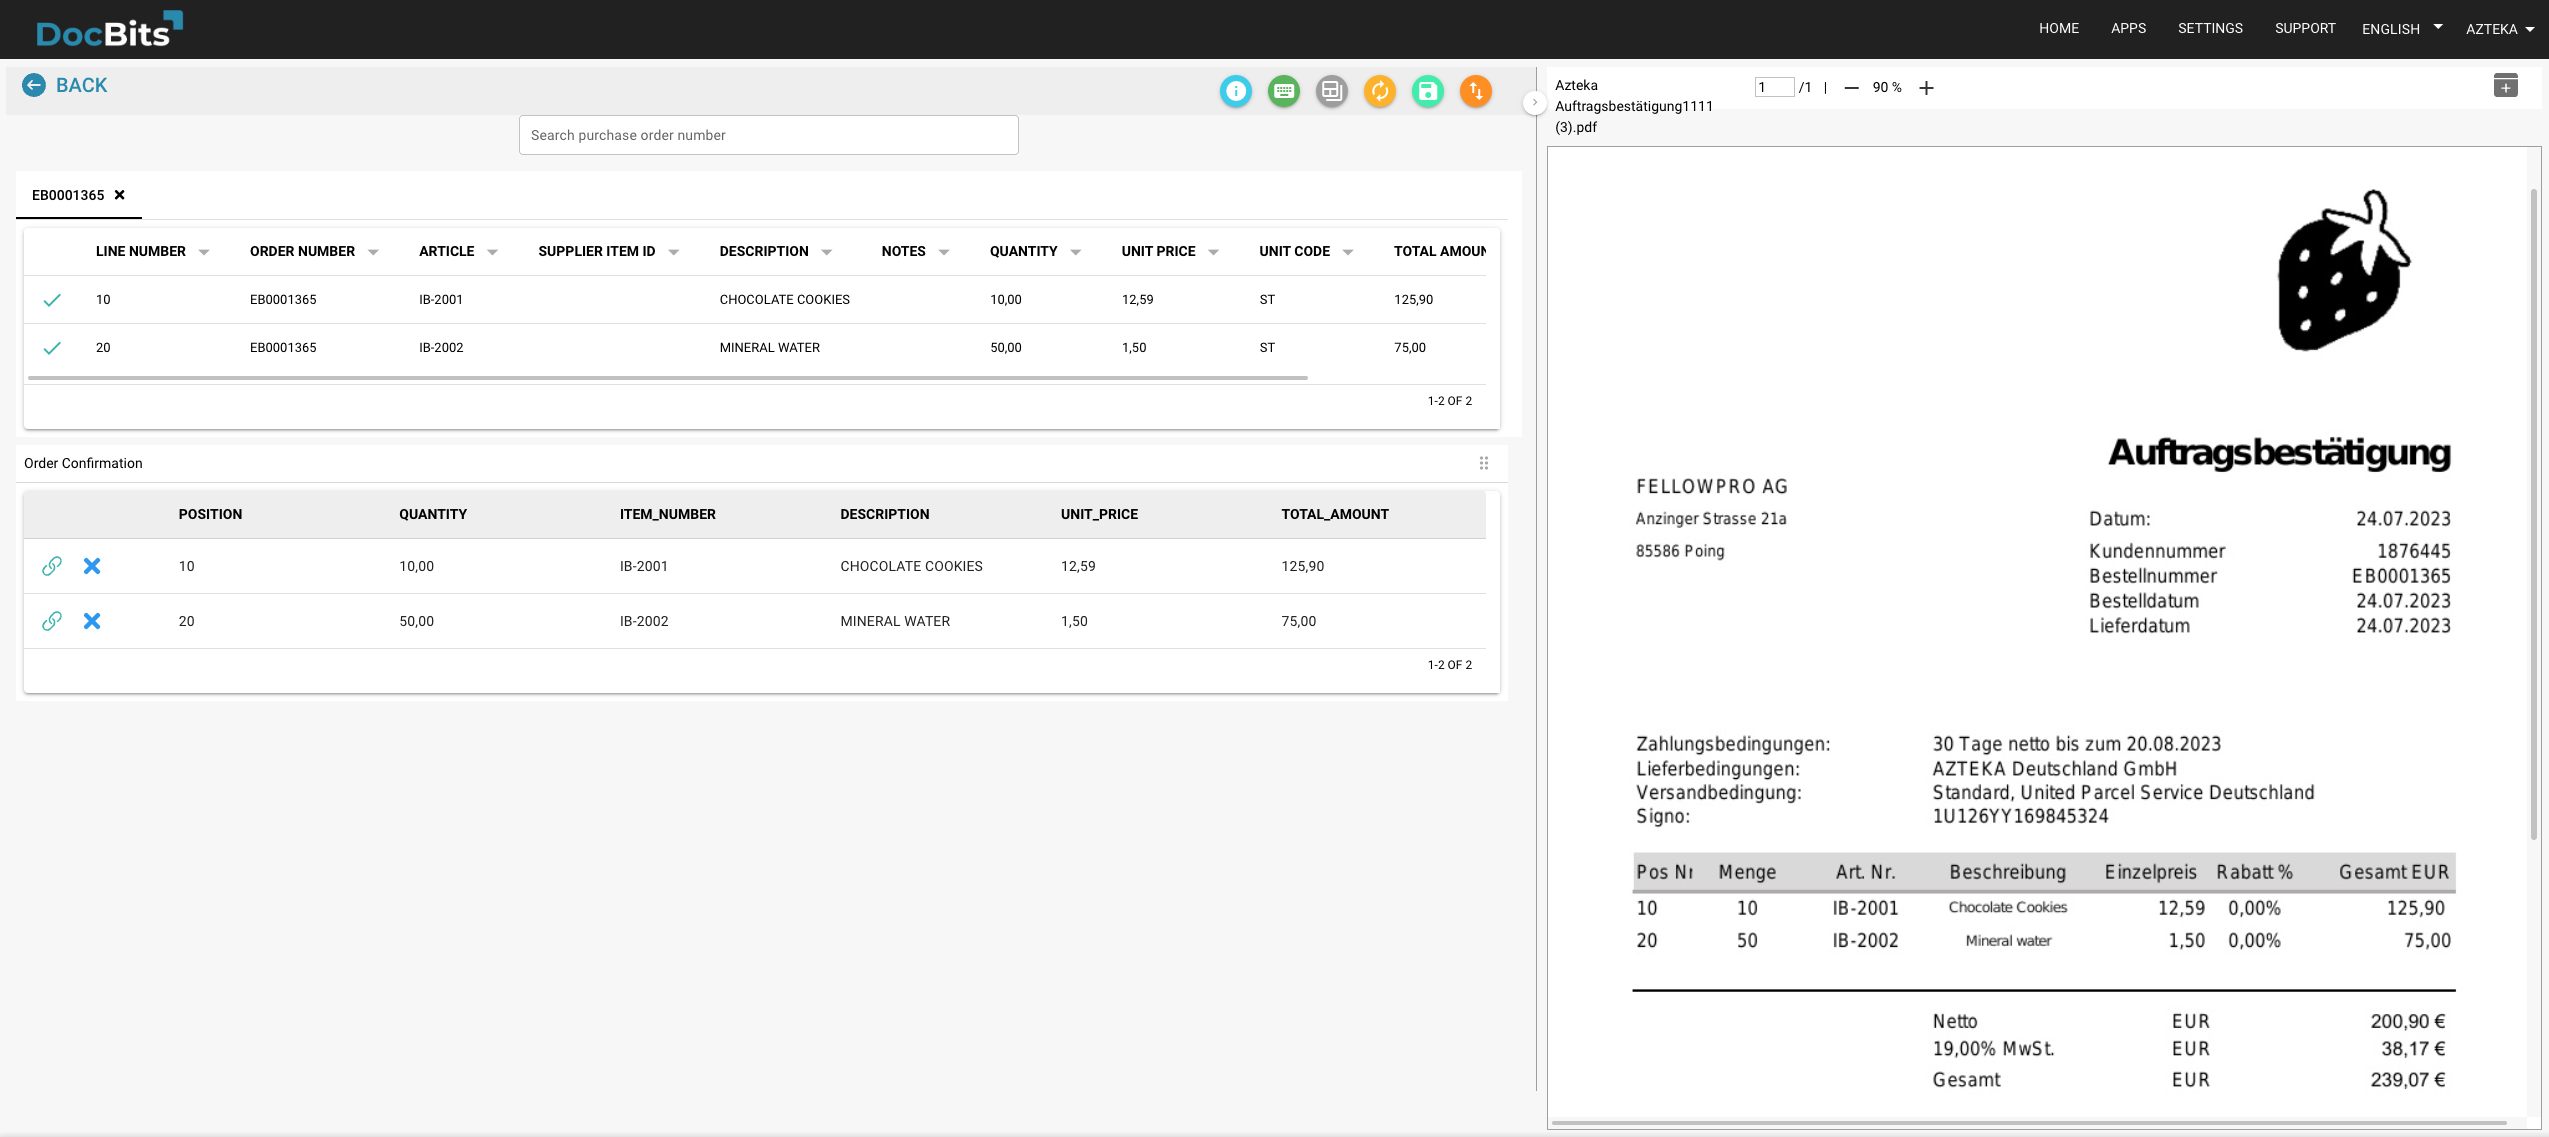 DocBits
HOME APPS SETTINGS SUPPORT ENGLISH AZTEKA
BACK
Search purchase order number
EB0001365
LINE NUMBER ORDER NUMBER ARTICLE SUPPLIER ITEM ID DESCRIPTION NOTES QUANTITY UNIT PRICE UNIT CODE TOTAL AMOUN
10 EB0001365 IB-2001 CHOCOLATE COOKIES 10,00 12,59 ST 125,90
20 EB0001365 IB-2002 MINERAL WATER 50,00 1,50 ST 75,00
1-2 OF 2
Order Confirmation
POSITION QUANTITY ITEM_NUMBER DESCRIPTION UNIT_PRICE TOTAL_AMOUNT
10 10,00 IB-2001 CHOCOLATE COOKIES 12,59 125,90
20 50,00 IB-2002 MINERAL WATER 1,50 75,00
1-2 OF 2
Azteka
Auftragsbestätigung1111
(3).pdf
1 /1 | — 90 % +
Auftragsbestätigung
FELLOWPRO AG
Anzinger Strasse 21a
85586 Poing
Datum: 24.07.2023
Kundennummer 1876445
Bestellnummer EB0001365
Bestelldatum 24.07.2023
Lieferdatum 24.07.2023
Zahlungsbedingungen: 30 Tage netto bis zum 20.08.2023
Lieferbedingungen: AZTEKA Deutschland GmbH
Versandbedingung: Standard, United Parcel Service Deutschland
Signo: 1U126YY169845324
Pos Nr Menge Art. Nr. Beschreibung Einzelpreis Rabatt % Gesamt EUR
10 10 IB-2001 Chocolate Cookies 12,59 0,00% 125,90
20 50 IB-2002 Mineral water 1,50 0,00% 75,00
Netto EUR 200,90 €
19,00% MwSt. EUR 38,17 €
Gesamt EUR 239,07 €